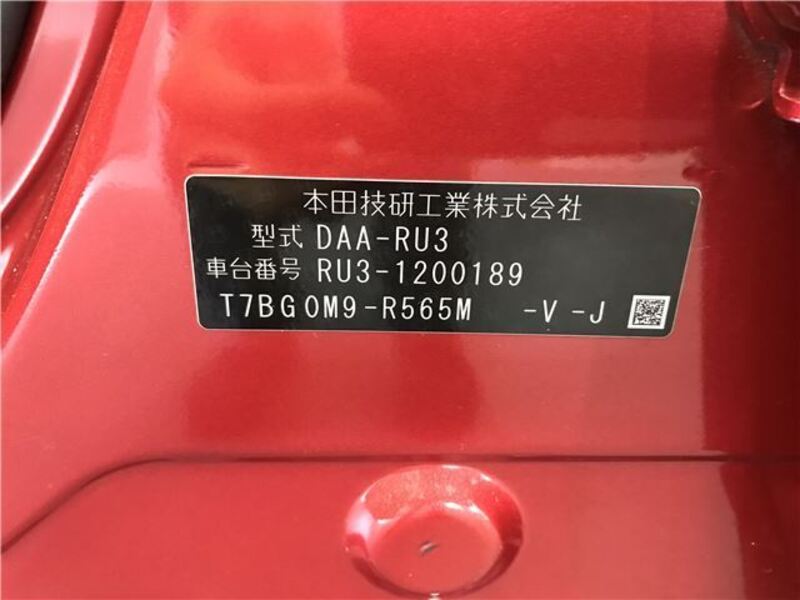 本田技研工業株式会社
型式 DAA-RU3
車台番号 RU3-1200189
T7BG0M9-R565M -V -J